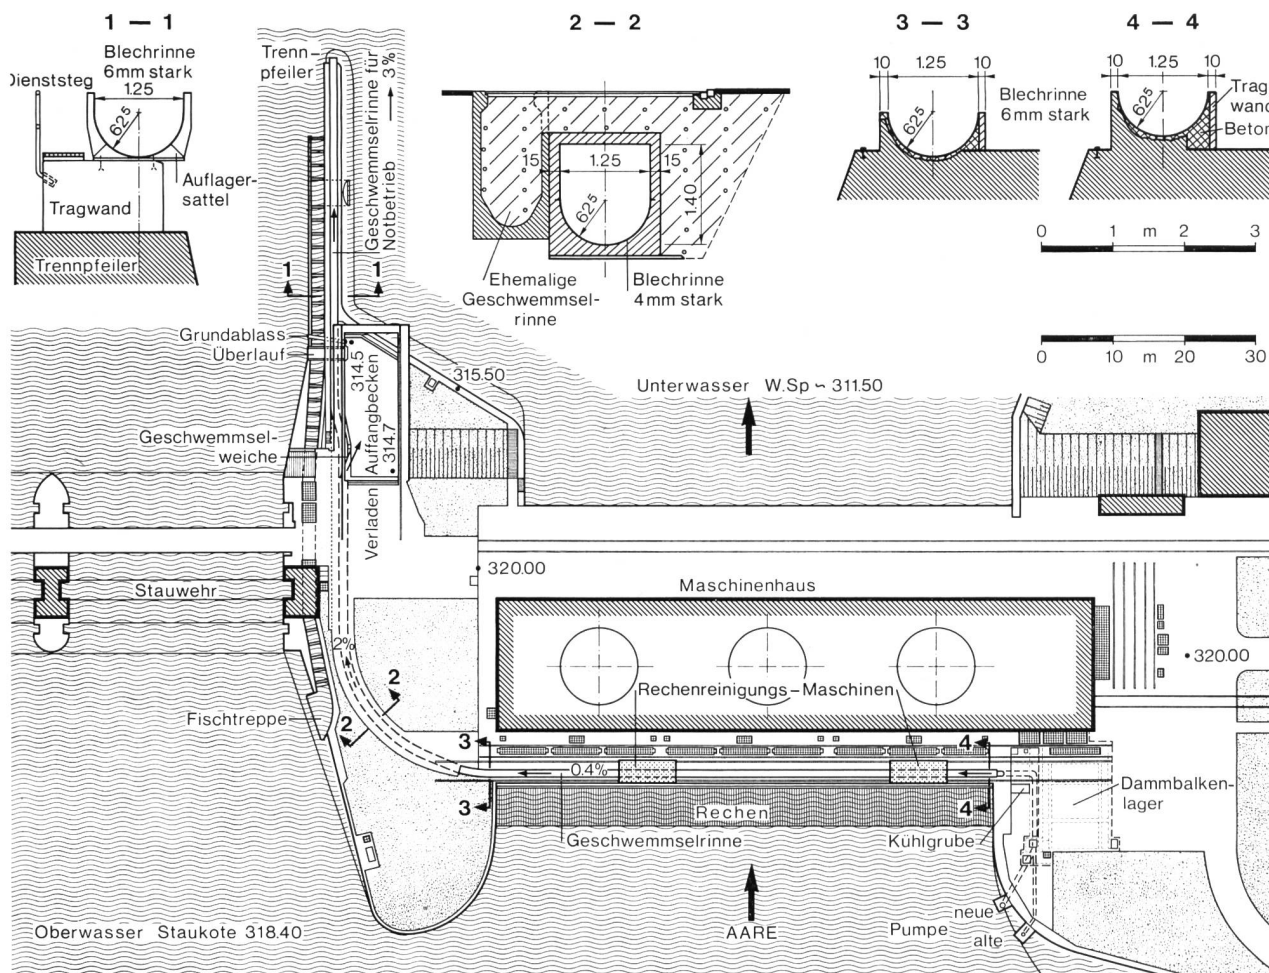 1 — 1
Blechrinne
6mm stark
Dienststeg
1.25
625
Auflager-
sattel
Tragwand
Trennpfeiler
Trenn-
pfeiler
Geschwemmselrinne für
Notbetrieb
3%
2 — 2
15
1.25
15
625
1.40
Ehemalige
Geschwemmsel-
rinne
Blechrinne
4mm stark
3 — 3
10
1.25
10
625
Blechrinne
6mm stark
4 — 4
10
1.25
10
625
Trag
wand
Beton
0 1 m 2 3
0 10 m 20 30
1
1
Grundablass
Überlauf
314.5
Auffangbecken
314.7
315.50
Unterwasser W.Sp ~ 311.50
Geschwemmsel-
weiche
Verladen
Stauwehr
320.00
Maschinenhaus
320.00
2%
Rechenreinigungs–Maschinen
2
2
Fischtreppe
3
4
0.4%
Dammbalken-
lager
3
4
Rechen
Geschwemmselrinne
Kühlgrube
neue
Pumpe
alte
Oberwasser Staukote 318.40
AARE